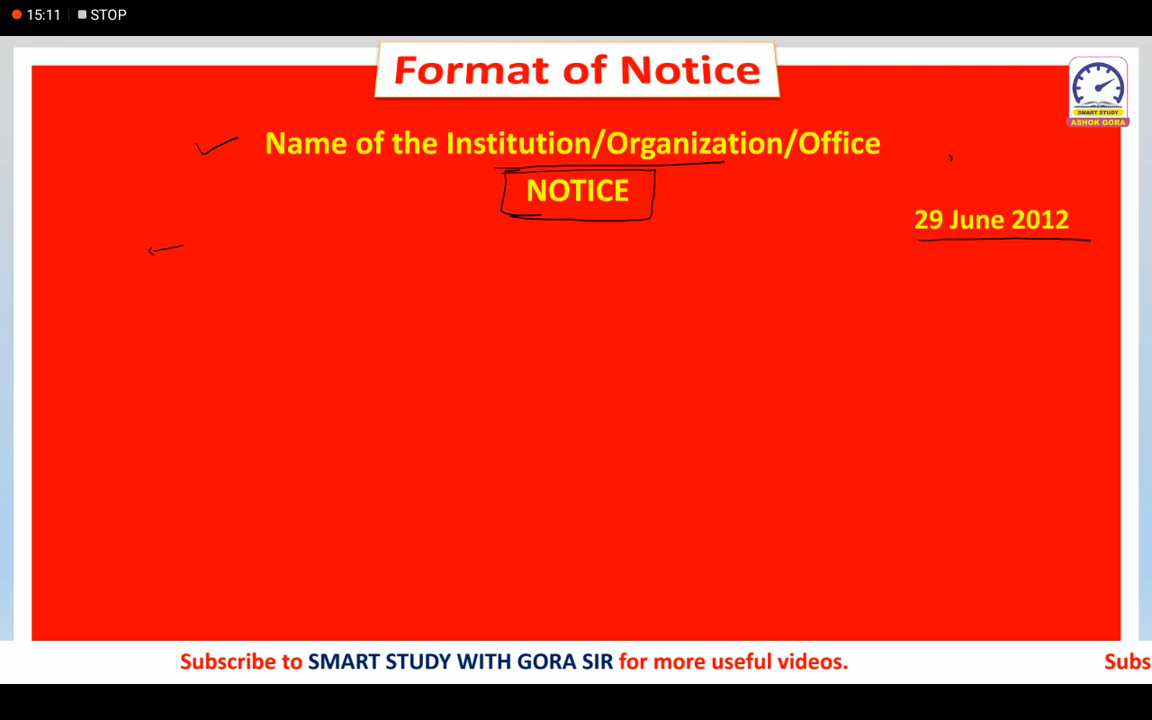 15:11 STOP
Format of Notice
SMART STUDY
ASHOK GORA
Name of the Institution/Organization/Office
NOTICE
29 June 2012
Subscribe to SMART STUDY WITH GORA SIR for more useful videos. Subs